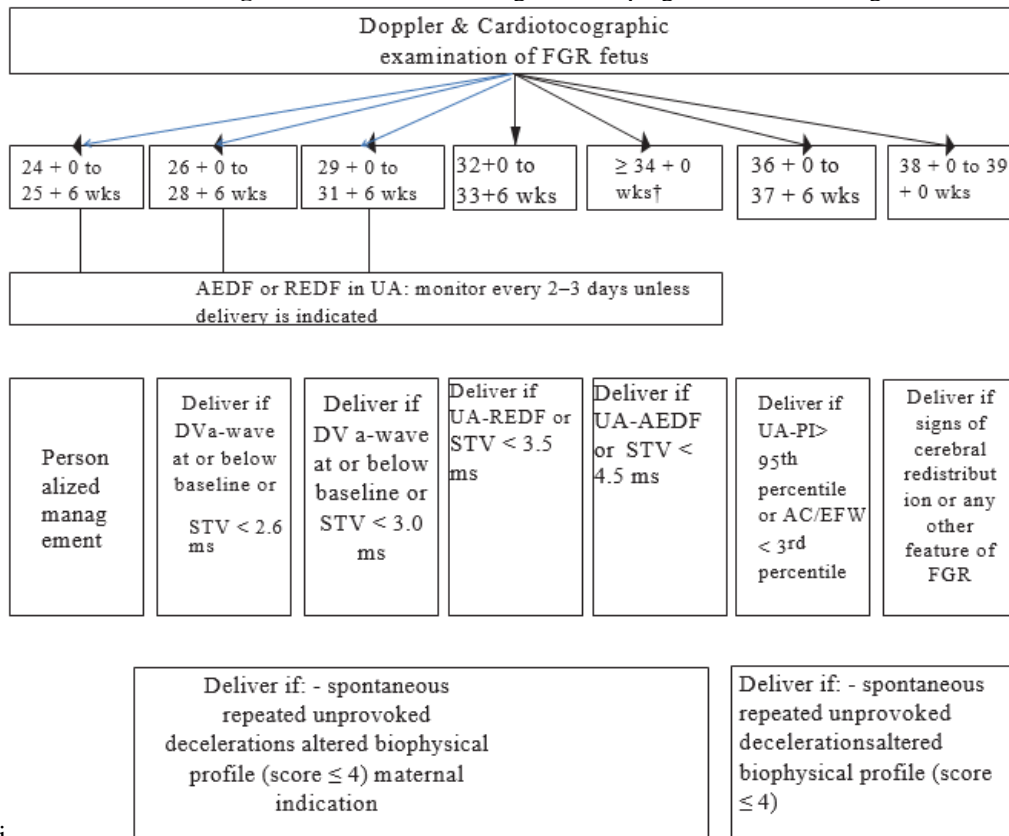 Doppler & Cardiotocographic
examination of FGR fetus
24 + 0 to
25 + 6 wks
26 + 0 to
28 + 6 wks
29 + 0 to
31 + 6 wks
32+0 to
33+6 wks
≥ 34 + 0
wks†
36 + 0 to
37 + 6 wks
38 + 0 to 39
+ 0 wks
AEDF or REDF in UA: monitor every 2–3 days unless
delivery is indicated
Person
alized
manag
ement
Deliver if
DVa-wave
at or below
baseline or
STV < 2.6
ms
Deliver if
DV a-wave
at or below
baseline or
STV < 3.0
ms
Deliver if
UA-REDF or
STV < 3.5
ms
Deliver if
UA-AEDF
or STV <
4.5 ms
Deliver if
UA-PI>
95th
percentile
or AC/EFW
< 3rd
percentile
Deliver if
signs of
cerebral
redistribut
ion or any
other
feature of
FGR
Deliver if: - spontaneous
repeated unprovoked
decelerations altered biophysical
profile (score ≤ 4) maternal
indication
Deliver if: - spontaneous
repeated unprovoked
decelerationsaltered
biophysical profile (score
≤ 4)